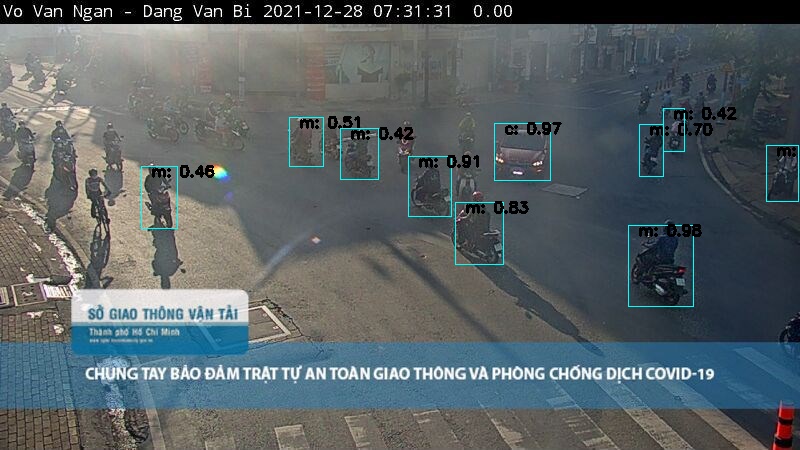 Vo Van Ngan - Dang Van Bi 2021-12-28 07:31:31 0.00
m: 0.51
m: 0.42
c: 0.97
m: 0.42
m: 0.70
m: 0.46
m: 0.91
m:
m: 0.83
m: 0.98
SỞ GIAO THÔNG VẬN TẢI
Thành phố Hồ Chí Minh
CHUNG TAY BẢO ĐẢM TRẬT TỰ AN TOÀN GIAO THÔNG VÀ PHÒNG CHỐNG DỊCH COVID-19